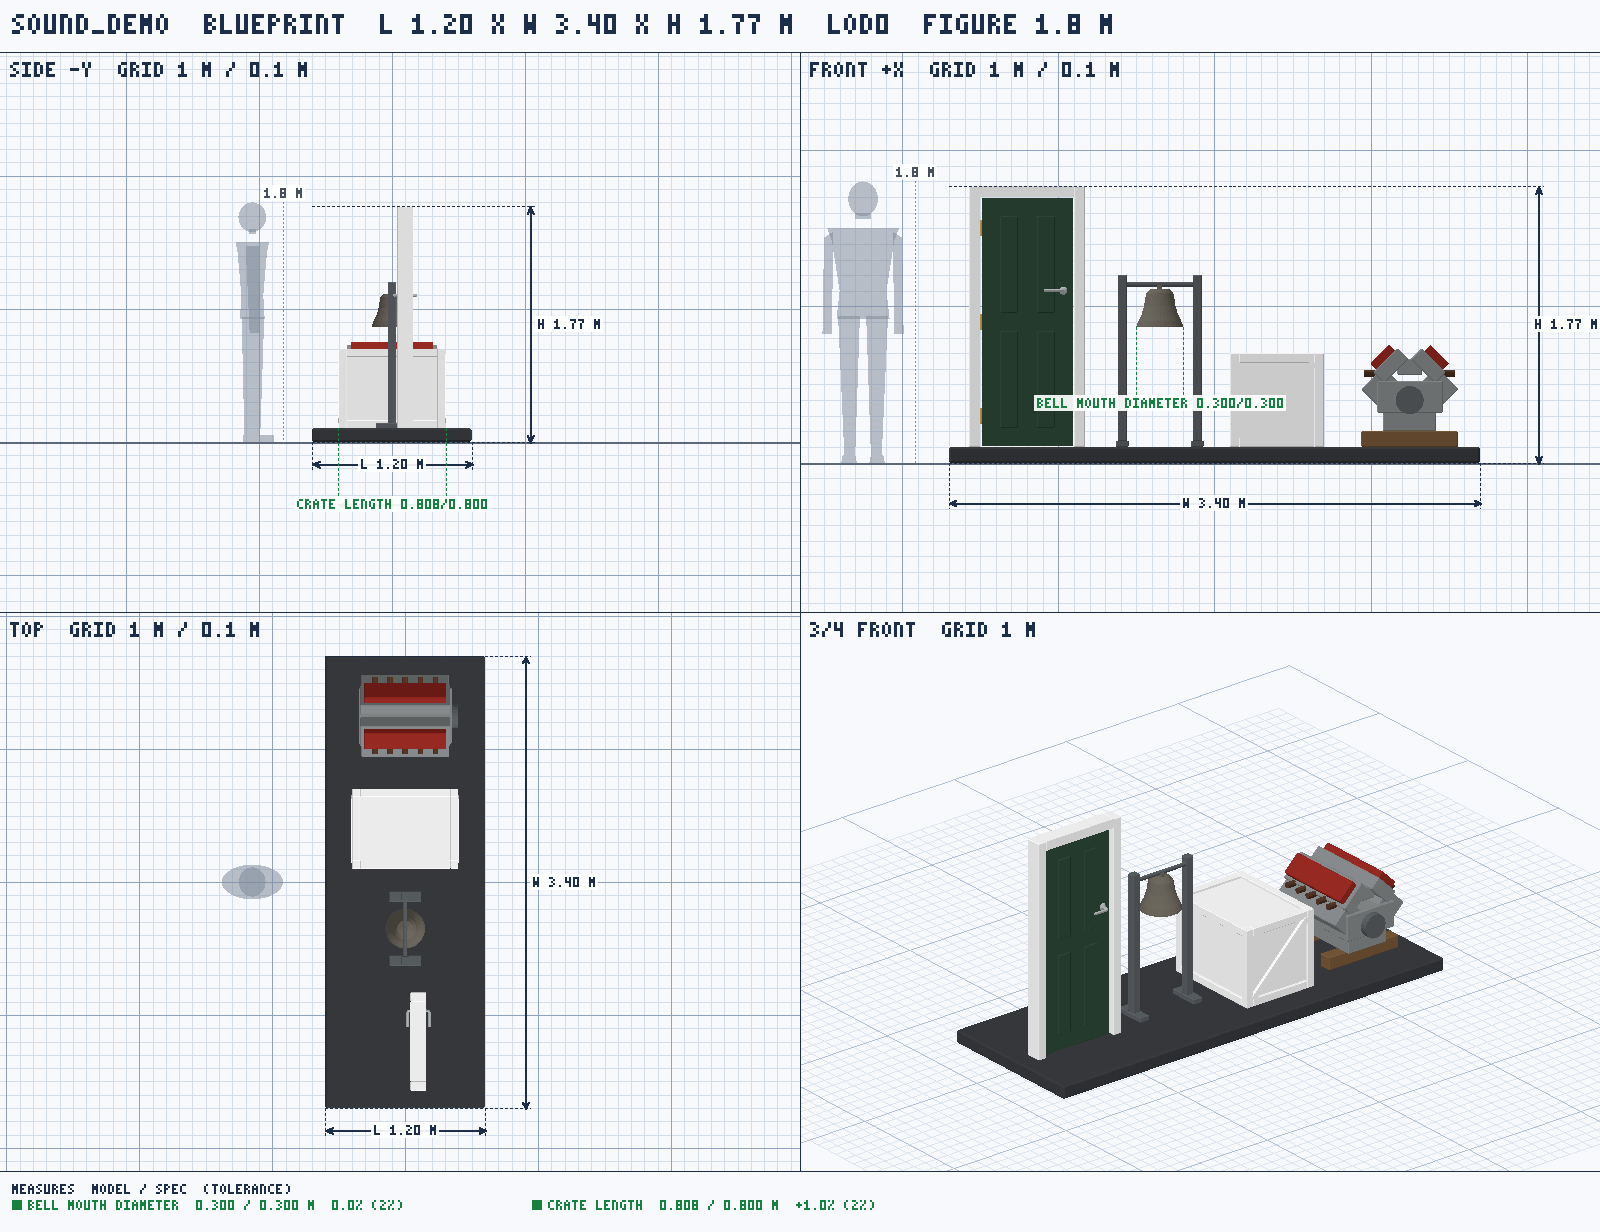 SOUND_DEMO BLUEPRINT L 1.20 X W 3.40 X H 1.77 M LOD0 FIGURE 1.8 M
SIDE -Y GRID 1 M / 0.1 M
1.8 M
H 1.77 M
L 1.20 M
CRATE LENGTH 0.808/0.800
FRONT +X GRID 1 M / 0.1 M
1.8 M
H 1.77 M
BELL MOUTH DIAMETER 0.300/0.300
W 3.40 M
TOP GRID 1 M / 0.1 M
W 3.40 M
L 1.20 M
3/4 FRONT GRID 1 M
MEASURES MODEL / SPEC (TOLERANCE)
BELL MOUTH DIAMETER 0.300 / 0.300 M 0.0% (2%)
CRATE LENGTH 0.808 / 0.800 M +1.0% (2%)